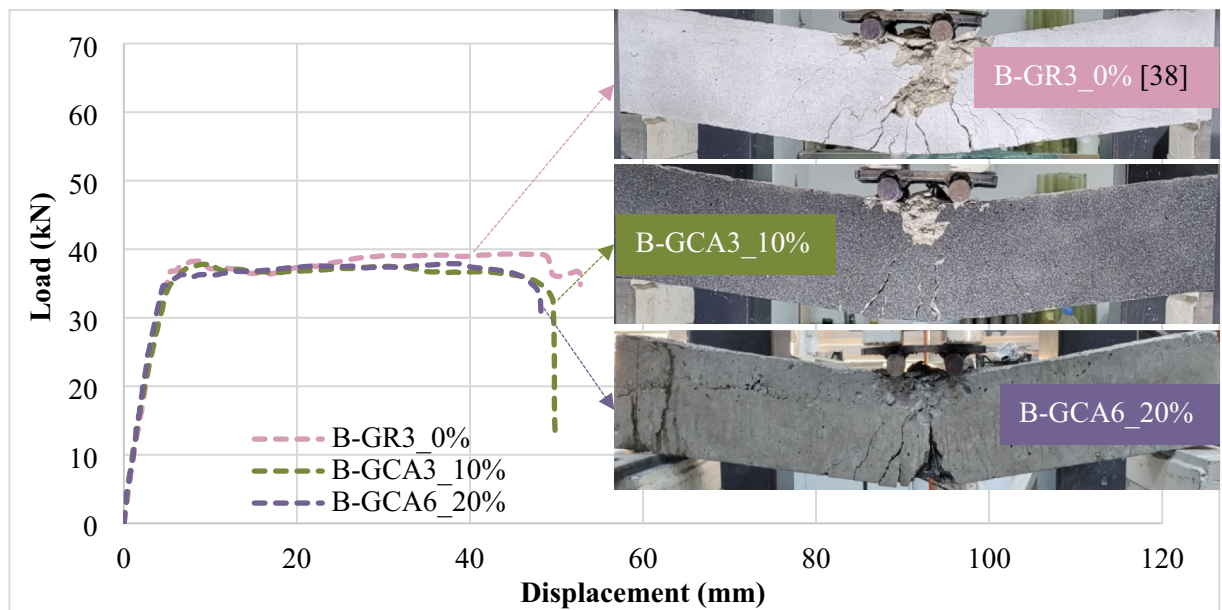 70
60
50
40
30
20
10
0
Load (kN)
B-GR3_0% [38]
B-GCA3_10%
B-GCA6_20%
B-GR3_0%
B-GCA3_10%
B-GCA6_20%
0 20 40 60 80 100 120
Displacement (mm)